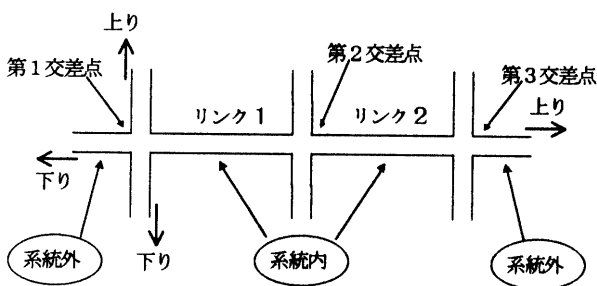 上り
第1交差点
第2交差点
第3交差点
リンク1
リンク2
上り
下り
下り
系統外
系統内
系統外